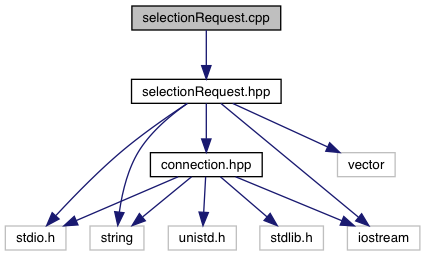 selectionRequest.cpp
selectionRequest.hpp
connection.hpp
vector
stdio.h
string
unistd.h
stdlib.h
iostream